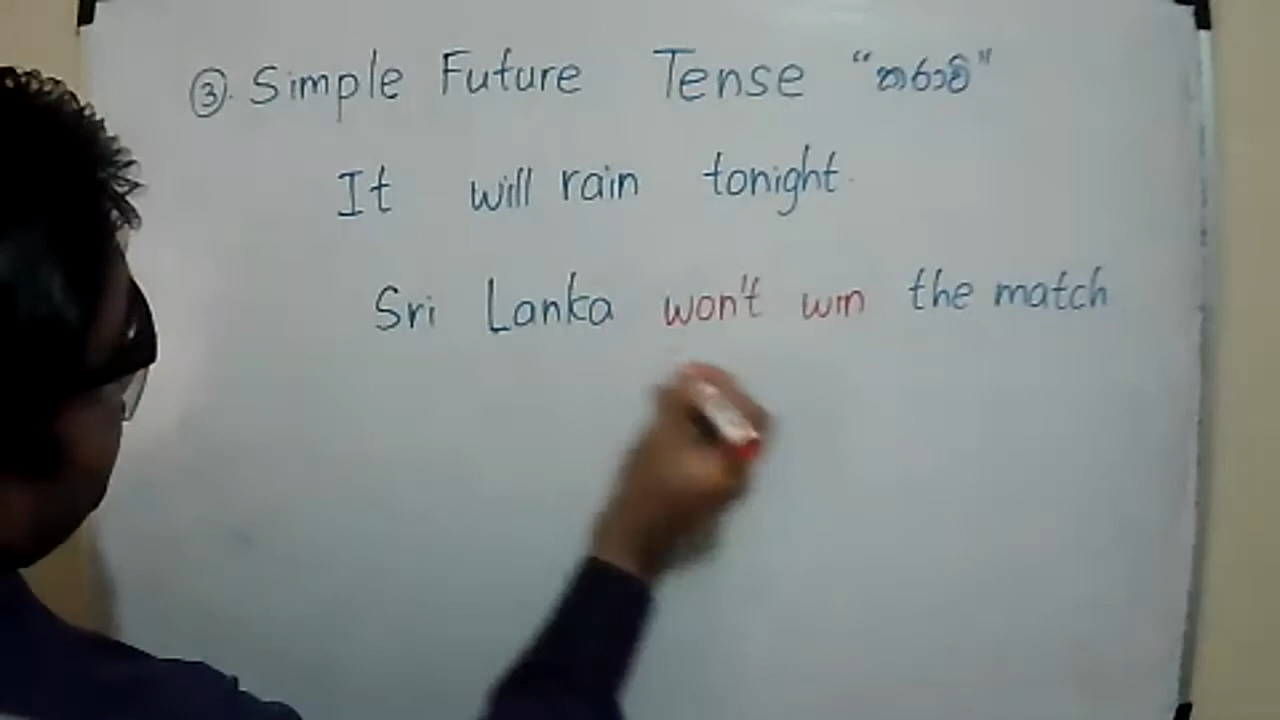 ③. Simple Future Tense “කරාවි”
It will rain tonight.
Sri Lanka won't win the match